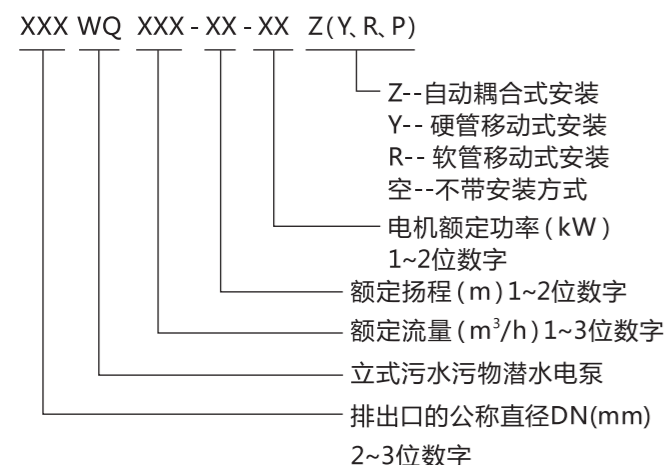 XXX WQ XXX - XX - XX Z(Y、R、P)
Z--自动耦合式安装
Y-- 硬管移动式安装
R-- 软管移动式安装
空--不带安装方式
电机额定功率(kW)
1~2位数字
额定扬程(m)1~2位数字
额定流量(m³/h)1~3位数字
立式污水污物潜水电泵
排出口的公称直径DN(mm)
2~3位数字